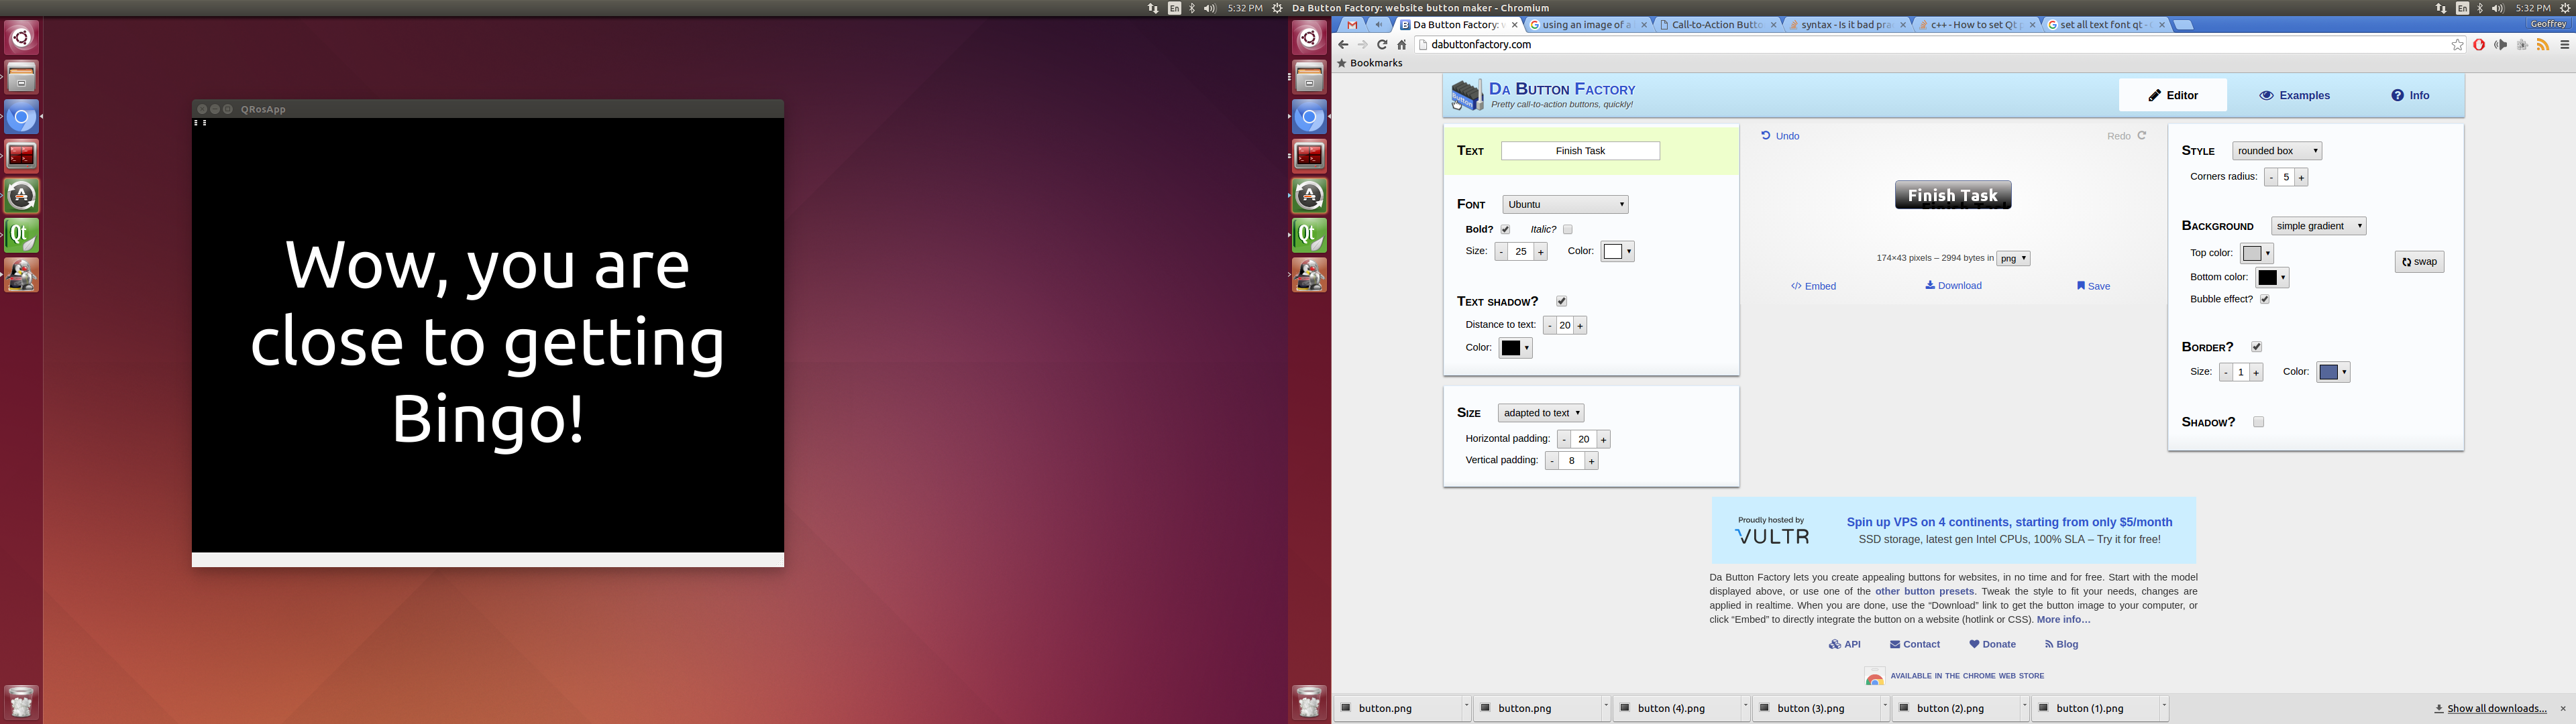 En
5:32 PM
QRosApp
Wow, you are
close to getting
Bingo!
Qt
Da Button Factory: website button maker - Chromium
En
5:32 PM
Da Button Factory: w
using an image of a
Call-to-Action Butto
syntax - Is it bad pra
c++ - How to set Qt p
set all text font qt -
Geoffrey
dabuttonfactory.com
Bookmarks
Da Button Factory
Pretty call-to-action buttons, quickly!
Editor
Examples
Info
Text
Finish Task
Font
Ubuntu
Bold?
Italic?
Size: - 25 +
Color:
Text shadow?
Distance to text: - 20 +
Color:
Size
adapted to text
Horizontal padding: - 20 +
Vertical padding: - 8 +
Undo
Redo
Finish Task
174×43 pixels – 2994 bytes in png
Embed
Download
Save
Style
rounded box
Corners radius: - 5 +
Background
simple gradient
Top color:
Bottom color:
swap
Bubble effect?
Border?
Size: - 1 +
Color:
Shadow?
Proudly hosted by
VULTR
Spin up VPS on 4 continents, starting from only $5/month
SSD storage, latest gen Intel CPUs, 100% SLA – Try it for free!
Da Button Factory lets you create appealing buttons for websites, in no time and for free. Start with the model
displayed above, or use one of the other button presets. Tweak the style to fit your needs, changes are
applied in realtime. When you are done, use the “Download” link to get the button image to your computer, or
click “Embed” to directly integrate the button on a website (hotlink or CSS). More info…
API
Contact
Donate
Blog
available in the chrome web store
Qt
button.png
button.png
button (4).png
button (3).png
button (2).png
button (1).png
Show all downloads...